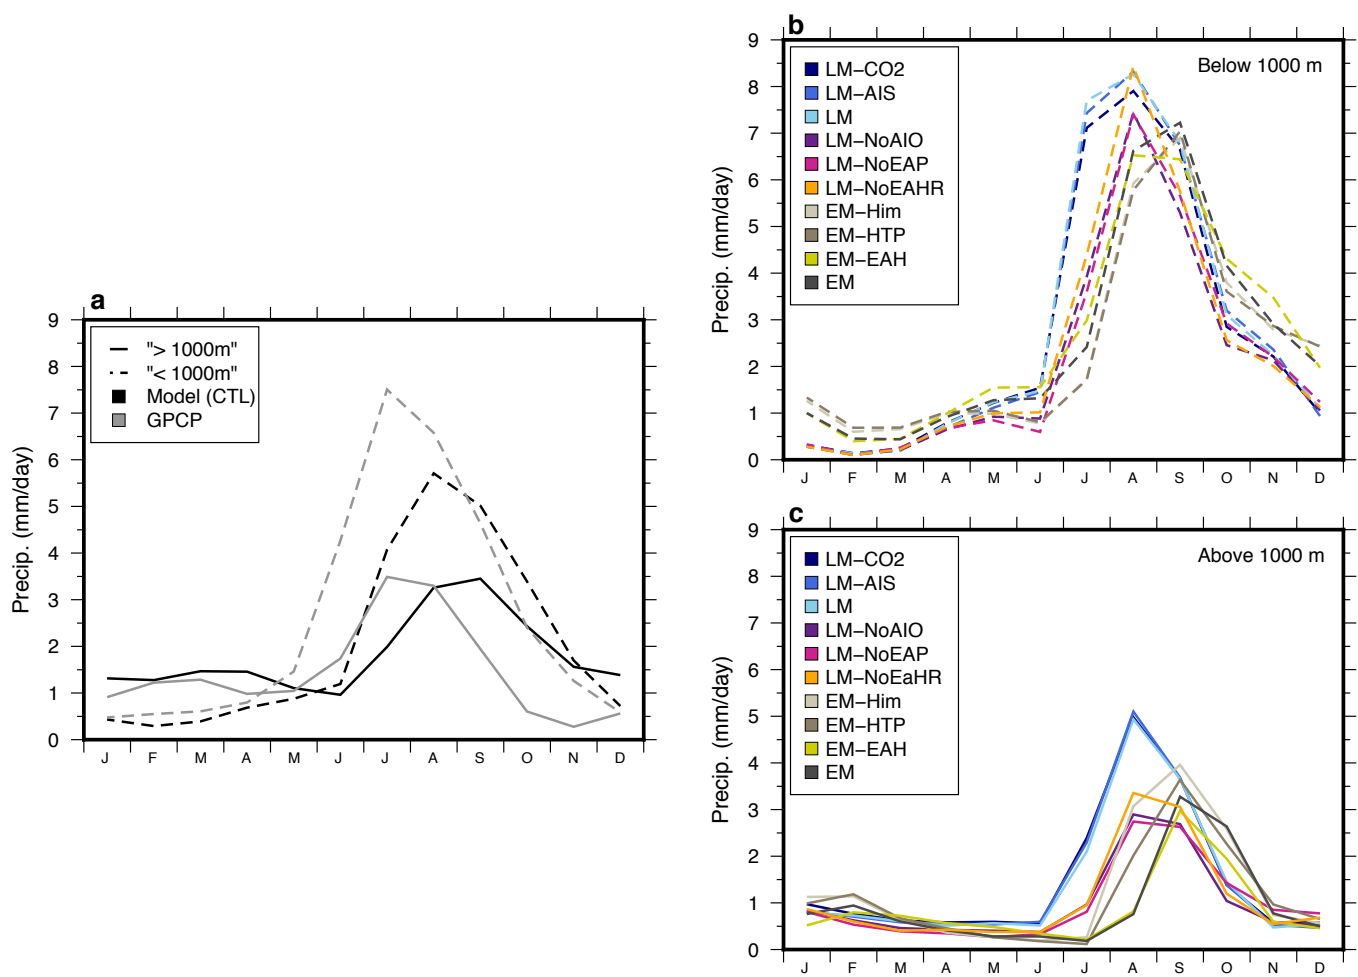 a
9
8
7
6
5
4
3
2
1
0
Precip. (mm/day)
"> 1000m"
"< 1000m"
Model (CTL)
GPCP
J F M A M J J A S O N D
b
9
8
7
6
5
4
3
2
1
0
Precip. (mm/day)
Below 1000 m
LM−CO2
LM−AIS
LM
LM−NoAIO
LM−NoEAP
LM−NoEAHR
EM−Him
EM−HTP
EM−EAH
EM
J F M A M J J A S O N D
c
9
8
7
6
5
4
3
2
1
0
Precip. (mm/day)
Above 1000 m
LM−CO2
LM−AIS
LM
LM−NoAIO
LM−NoEAP
LM−NoEaHR
EM−Him
EM−HTP
EM−EAH
EM
J F M A M J J A S O N D